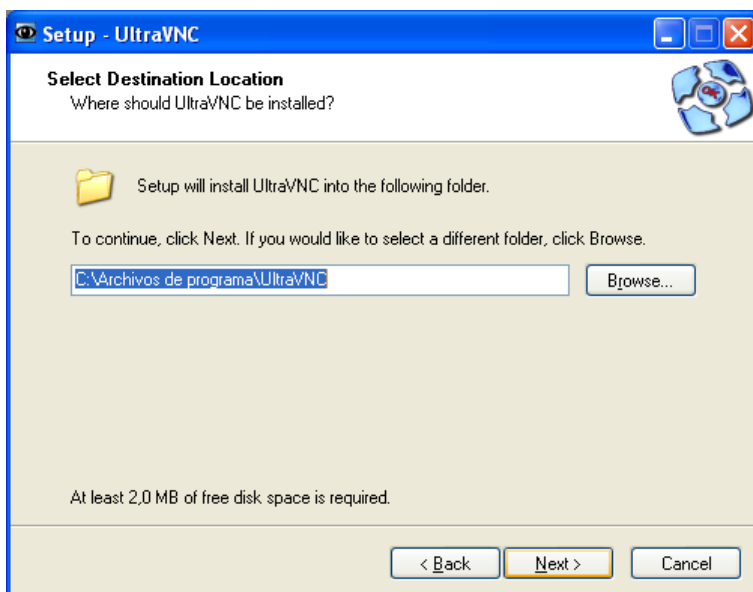 Setup - UltraVNC
Select Destination Location
Where should UltraVNC be installed?
OK
Setup will install UltraVNC into the following folder.
To continue, click Next. If you would like to select a different folder, click Browse.
C:\Archivos de programa\UltraVNC
Browse...
At least 2,0 MB of free disk space is required.
< Back
Next >
Cancel